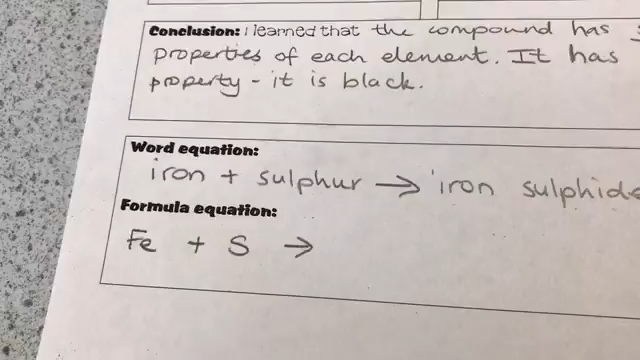 Conclusion: I learned that the compound has
properties of each element. It has
property - it is black.
Word equation:
iron + sulphur → iron sulphide
Formula equation:
Fe + S →